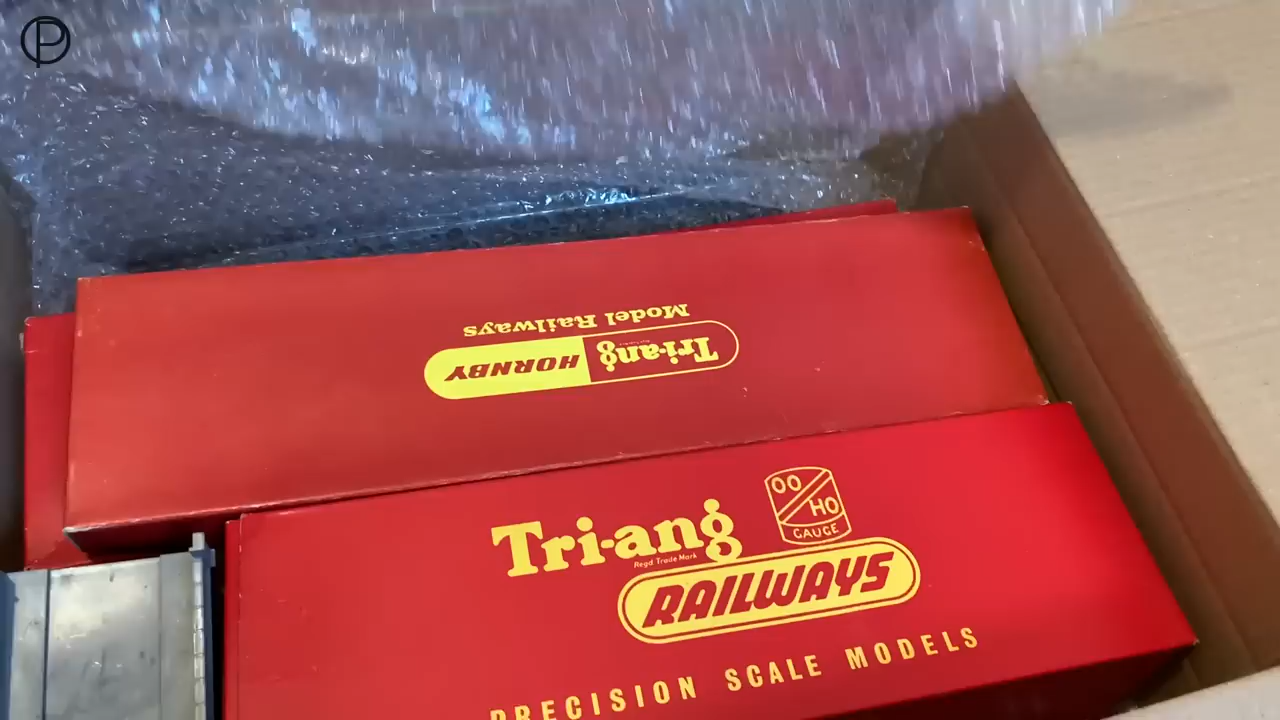 Model Railways
Tri-ang HORNBY
Tri-ang
Regd Trade Mark
OO
HO
GAUGE
RAILWAYS
PRECISION SCALE MODELS